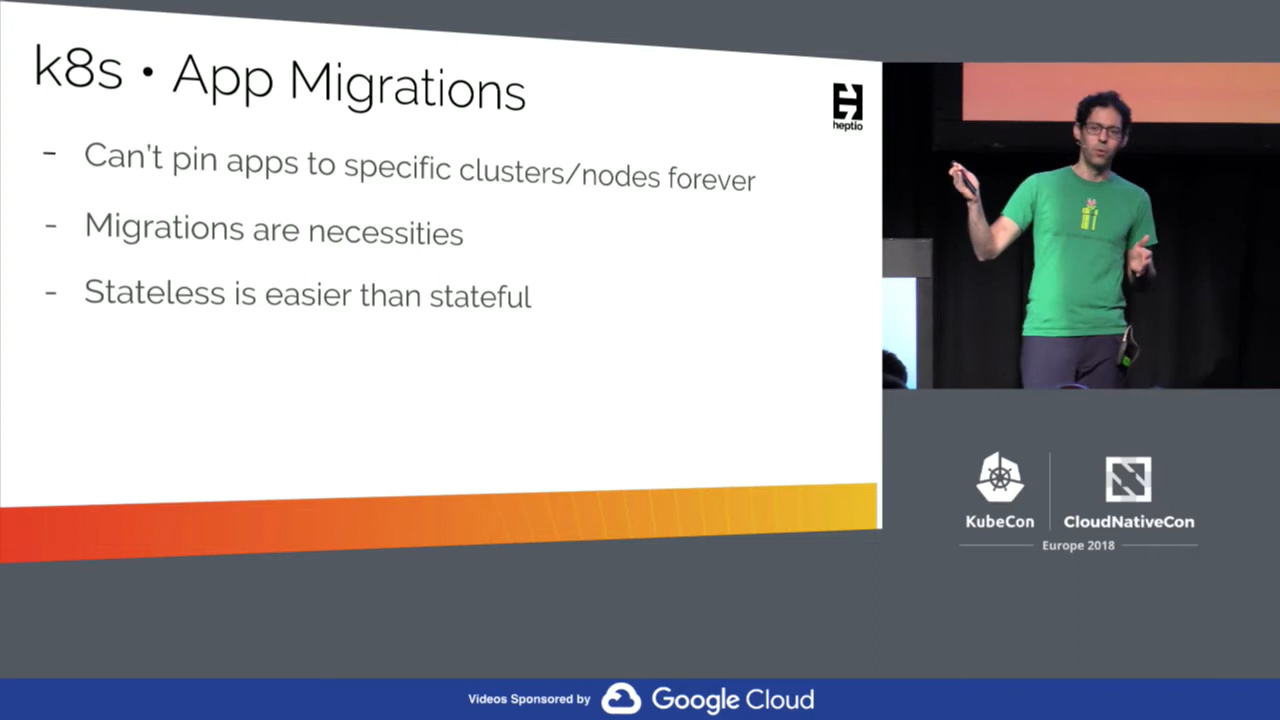 k8s • App Migrations
heptio
- Can't pin apps to specific clusters/nodes forever
- Migrations are necessities
- Stateless is easier than stateful
KubeCon
CloudNativeCon
Europe 2018
Videos Sponsored by Google Cloud